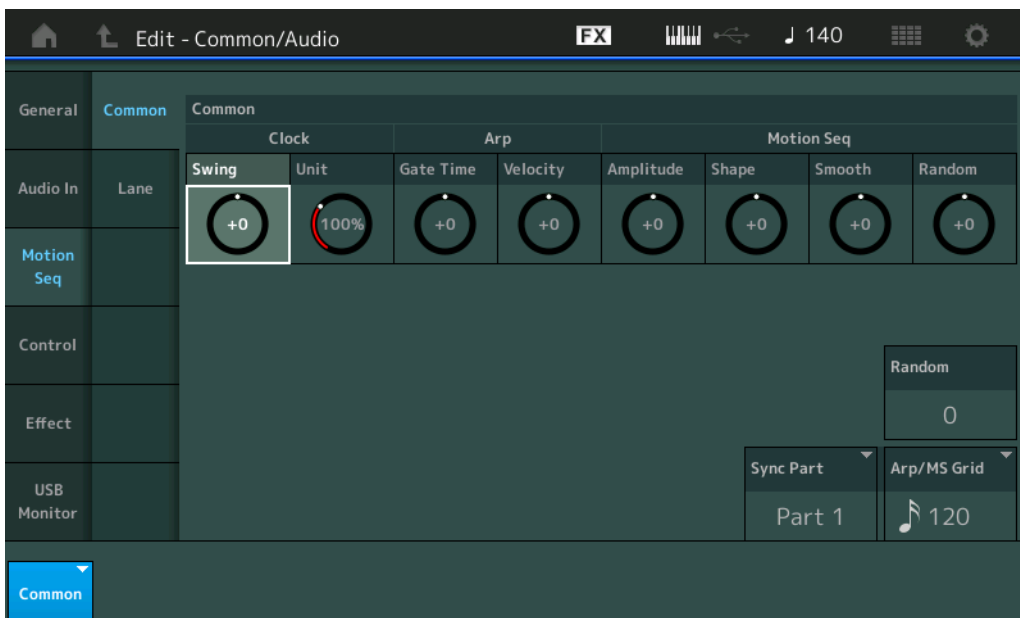 Edit - Common/Audio FX 140
General Common Common
Clock Arp Motion Seq
Swing Unit Gate Time Velocity Amplitude Shape Smooth Random
Audio In Lane
+0 100% +0 +0 +0 +0 +0 +0
Motion
Seq
Control
Random
0
Effect
Sync Part Arp/MS Grid
USB
Monitor
Part 1 120
Common